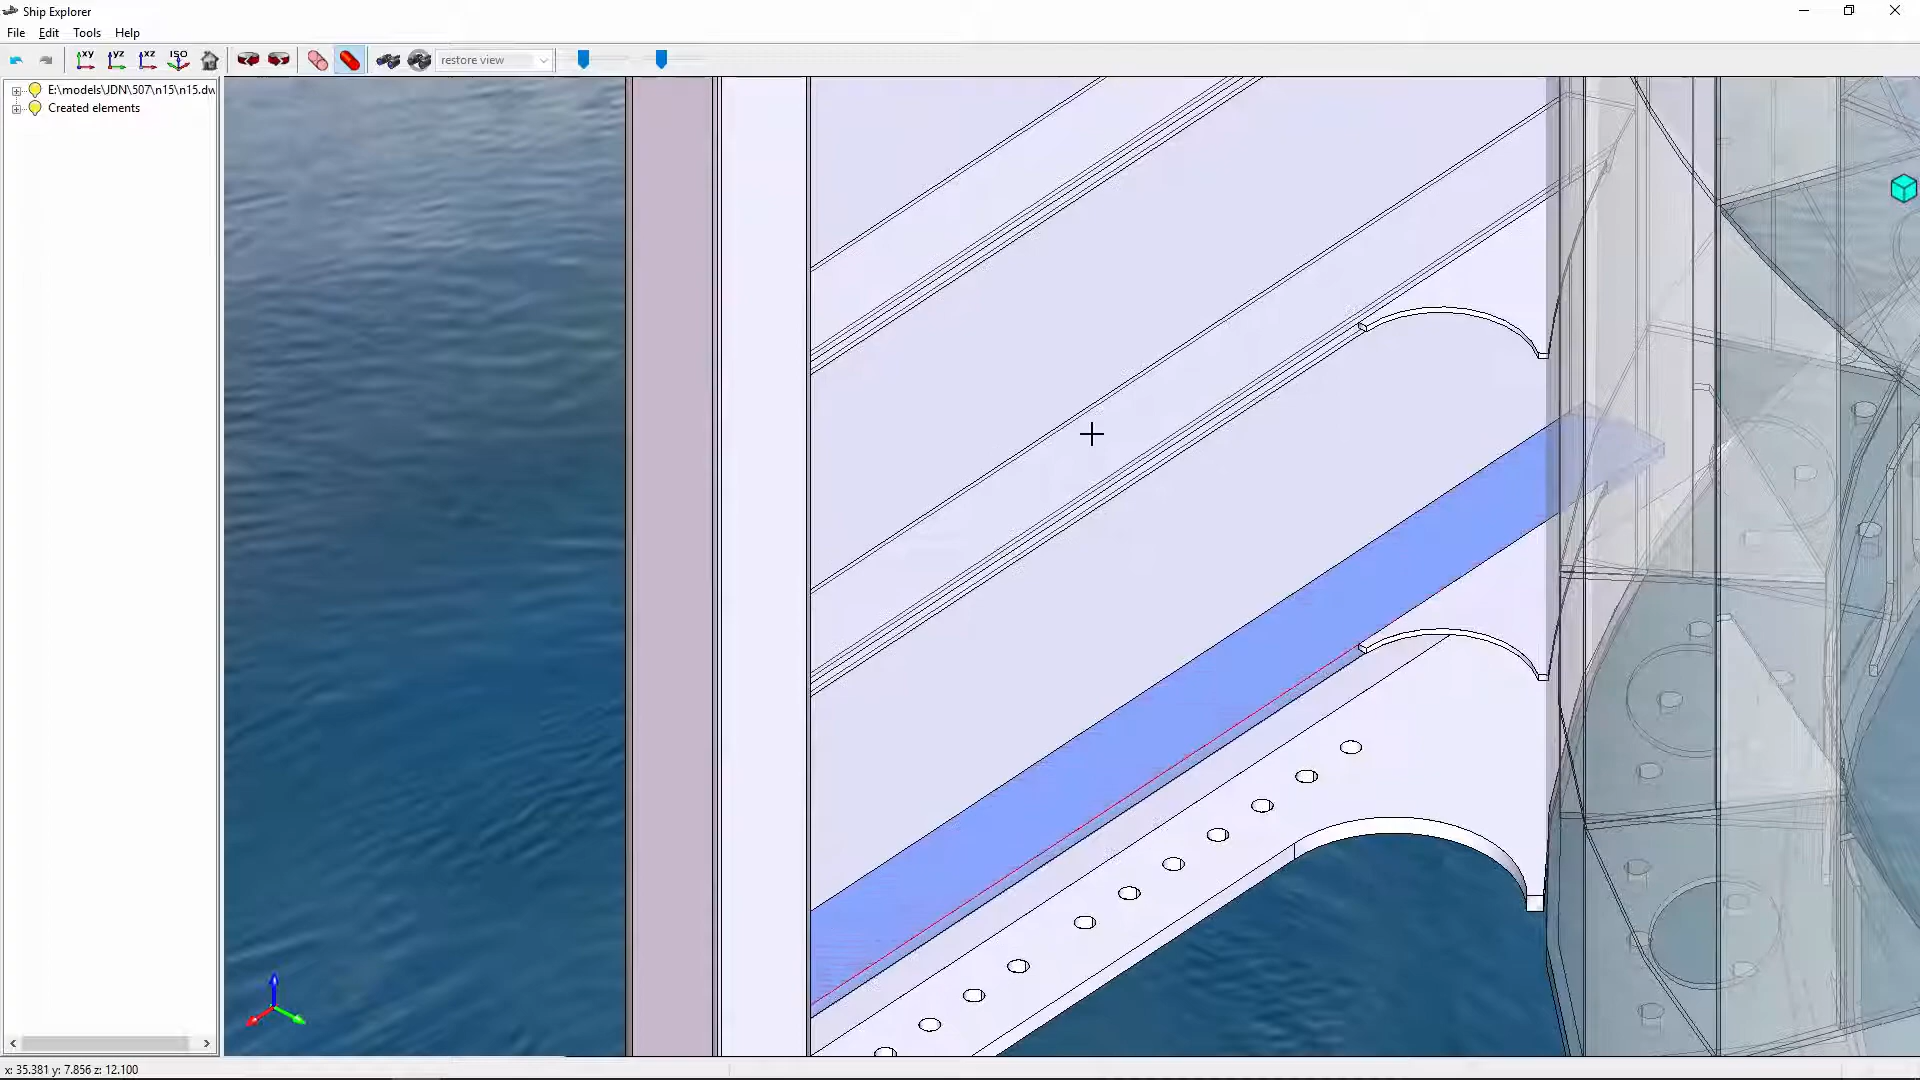 Ship Explorer
File Edit Tools Help
xy yz xz ISO restore view
E:\models\JDN\507\n15\n15.dw
Created elements
x: 35.381 y: 7.856 z: 12.100